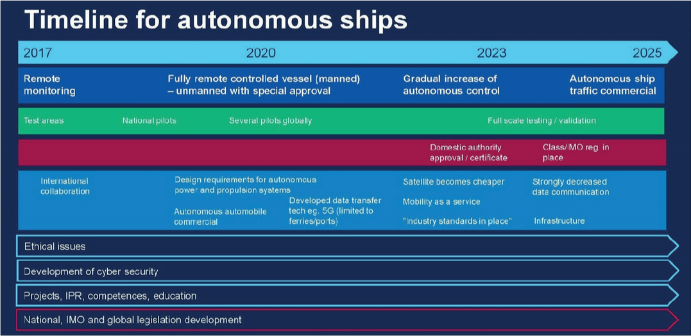 Timeline for autonomous ships
2017 2020 2023 2025
Remote
monitoring
Fully remote controlled vessel (manned)
– unmanned with special approval
Gradual increase of
autonomous control
Autonomous ship
traffic commercial
Test areas National pilots Several pilots globally Full scale testing / validation
Domestic authority
approval / certificate
Class/IMO reg. in
place
International
collaboration
Design requirements for autonomous
power and propulsion systems
Autonomous automobile
commercial
Developed data transfer
tech eg. 5G (limited to
ferries/ports)
Satellite becomes cheaper
Mobility as a service
"Industry standards in place"
Strongly decreased
data communication
Infrastructure
Ethical issues
Development of cyber security
Projects, IPR, competences, education
National, IMO and global legislation development